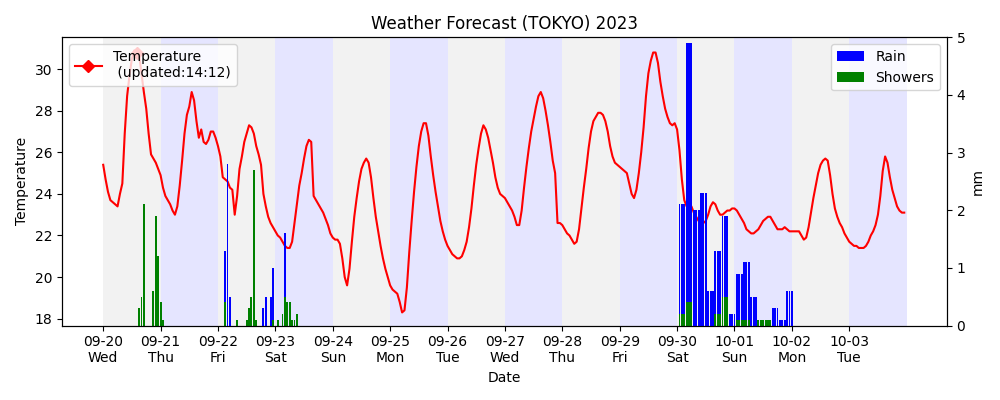 Weather Forecast (TOKYO) 2023
Temperature
(updated:14:12)
Rain
Showers
Temperature
30
28
26
24
22
20
18
5
4
3
2
1
0
mm
09-20 09-21 09-22 09-23 09-24 09-25 09-26 09-27 09-28 09-29 09-30 10-01 10-02 10-03
Wed Thu Fri Sat Sun Mon Tue Wed Thu Fri Sat Sun Mon Tue
Date